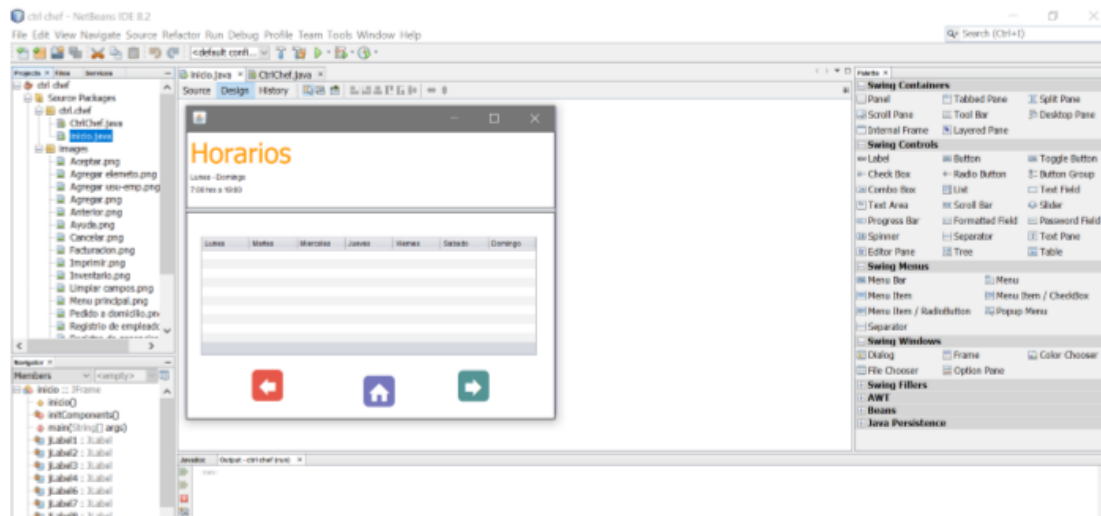 ctrl chef - NetBeans IDE 8.2
File Edit View Navigate Source Refactor Run Debug Profile Team Tools Window Help
Search (Ctrl+I)
<default confi...
Projects Files Services
Inicio.java CtrlChef.java
Palette
Source Design History
ctrl chef
Source Packages
ctrl.chef
CtrlChef.java
Inicio.java
images
Aceptar.png
Agregar elemeto.png
Agregar usu-emp.png
Agregar.png
Anterior.png
Ayuda.png
Cancelar.png
Facturacion.png
Imprimir.png
Inventario.png
Limpiar campos.png
Menu principal.png
Pedido a domicilio.pn
Registro de empleadc
Horarios
Lunes - Domingo
7:00 hrs a
Lunes Martes Miercoles Jueves Sabado Domingo
Swing Containers
Panel Tabbed Pane Split Pane
Scroll Pane Tool Bar Desktop Pane
Internal Frame Layered Pane
Swing Controls
Label Button Toggle Button
Check Box Radio Button Button Group
Combo Box List Text Field
Text Area Scroll Bar Slider
Progress Bar Formatted Field Password Field
Spinner Separator Text Pane
Editor Pane Tree Table
Swing Menus
Menu Bar Menu
Menu Item Menu Item / CheckBox
Menu Item / RadioButton Popup Menu
Separator
Swing Windows
Dialog Frame Color Chooser
File Chooser Option Pane
Swing Fillers
AWT
Beans
Java Persistence
Navigator
Members <empty>
inicio :: JFrame
inicio()
initComponents()
main(String[] args)
jLabel1 : JLabel
jLabel2 : JLabel
jLabel3 : JLabel
jLabel4 : JLabel
jLabel6 : JLabel
jLabel7 : JLabel
Javadoc Output - ctrl chef (run)
run: